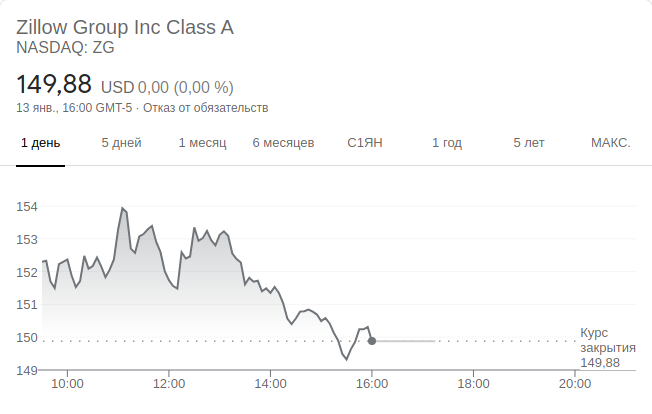 Zillow Group Inc Class A
NASDAQ: ZG
149,88 USD 0,00 (0,00 %)
13 янв., 16:00 GMT-5 · Отказ от обязательств
1 день 5 дней 1 месяц 6 месяцев С1ЯН 1 год 5 лет МАКС.
154
153
152
151
150
Курс
закрытия
149,88
149
10:00 12:00 14:00 16:00 18:00 20:00